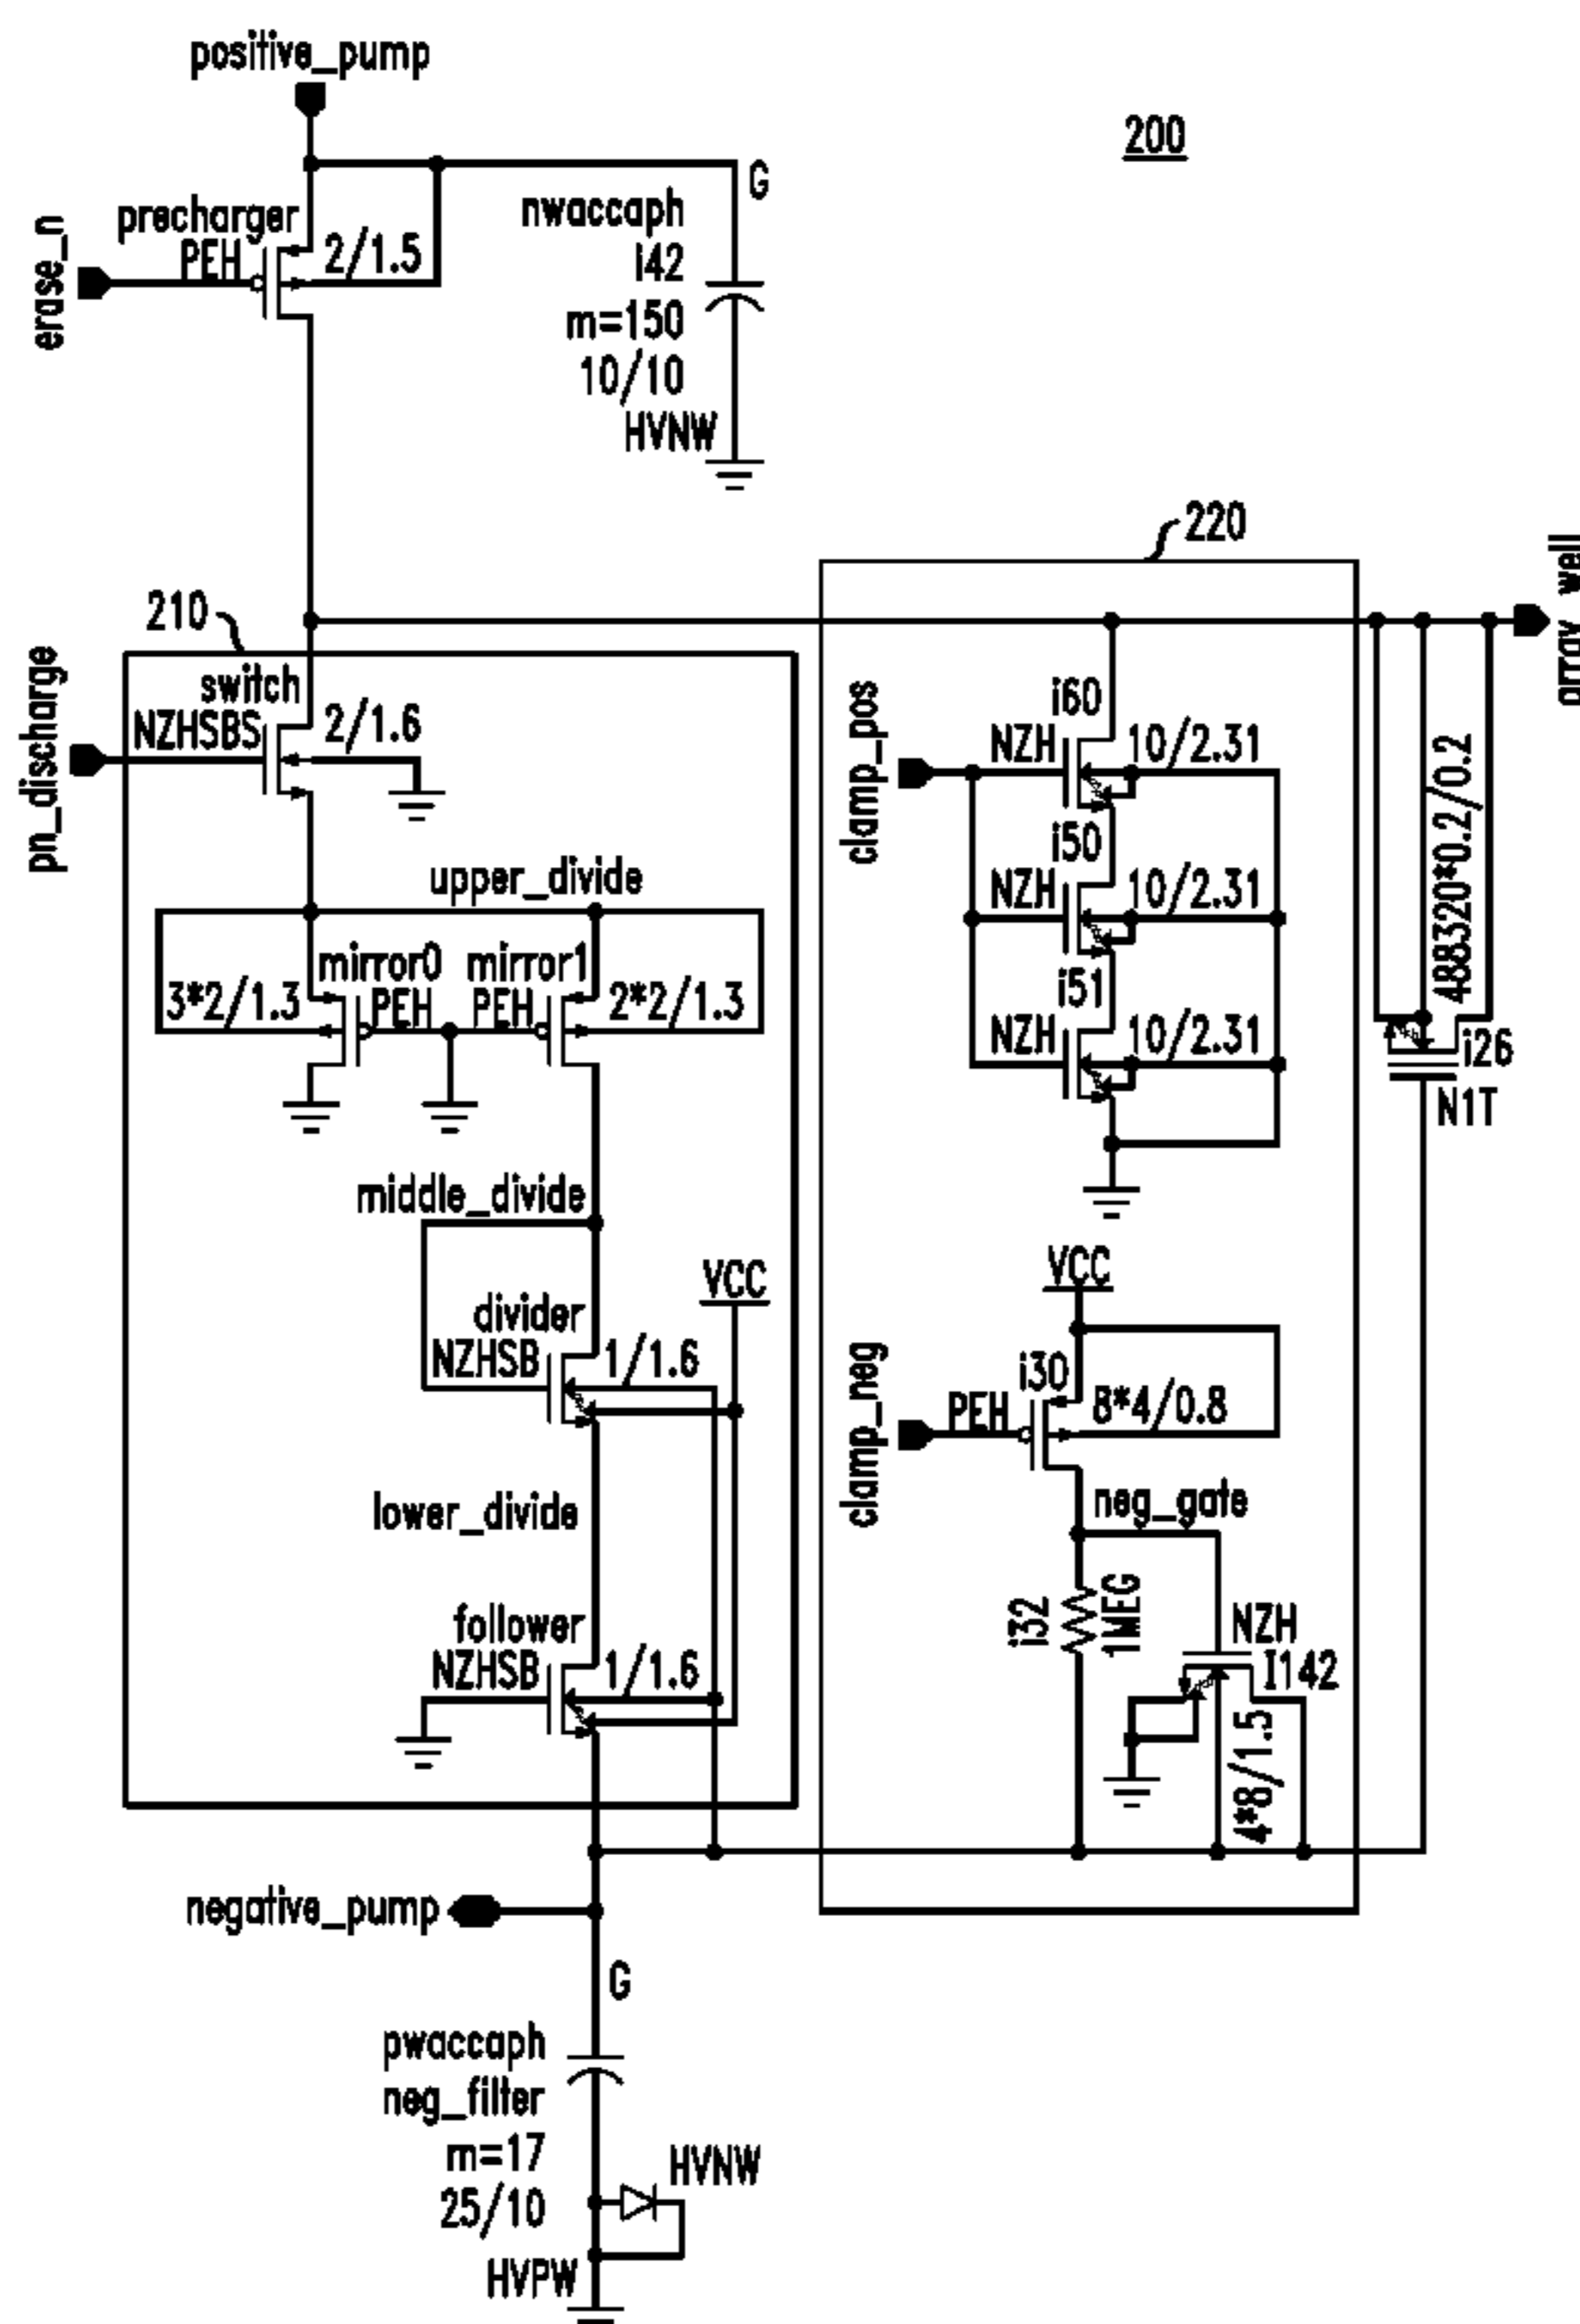 positive_pump
200
G
precharger
PEH
2/1.5
erase_n
nwaccaph
i42
m=150
10/10
HVNW
220
array_well
210
switch
NZHSBS
2/1.6
pn_discharge
upper_divide
mirror0
mirror1
3*2/1.3
PEH
PEH
2*2/1.3
clamp_pos
i60
NZH
10/2.31
i50
NZH
10/2.31
i51
NZH
10/2.31
488320*0.2/0.2
i26
N1T
middle_divide
VCC
divider
NZHSB
1/1.6
lower_divide
follower
NZHSB
1/1.6
VCC
clamp_neg
i30
PEH
8*4/0.8
neg_gate
i32
1MEG
NZH
I142
4*8/1.5
negative_pump
G
pwaccaph
neg_filter
m=17
25/10
HVNW
HVPW